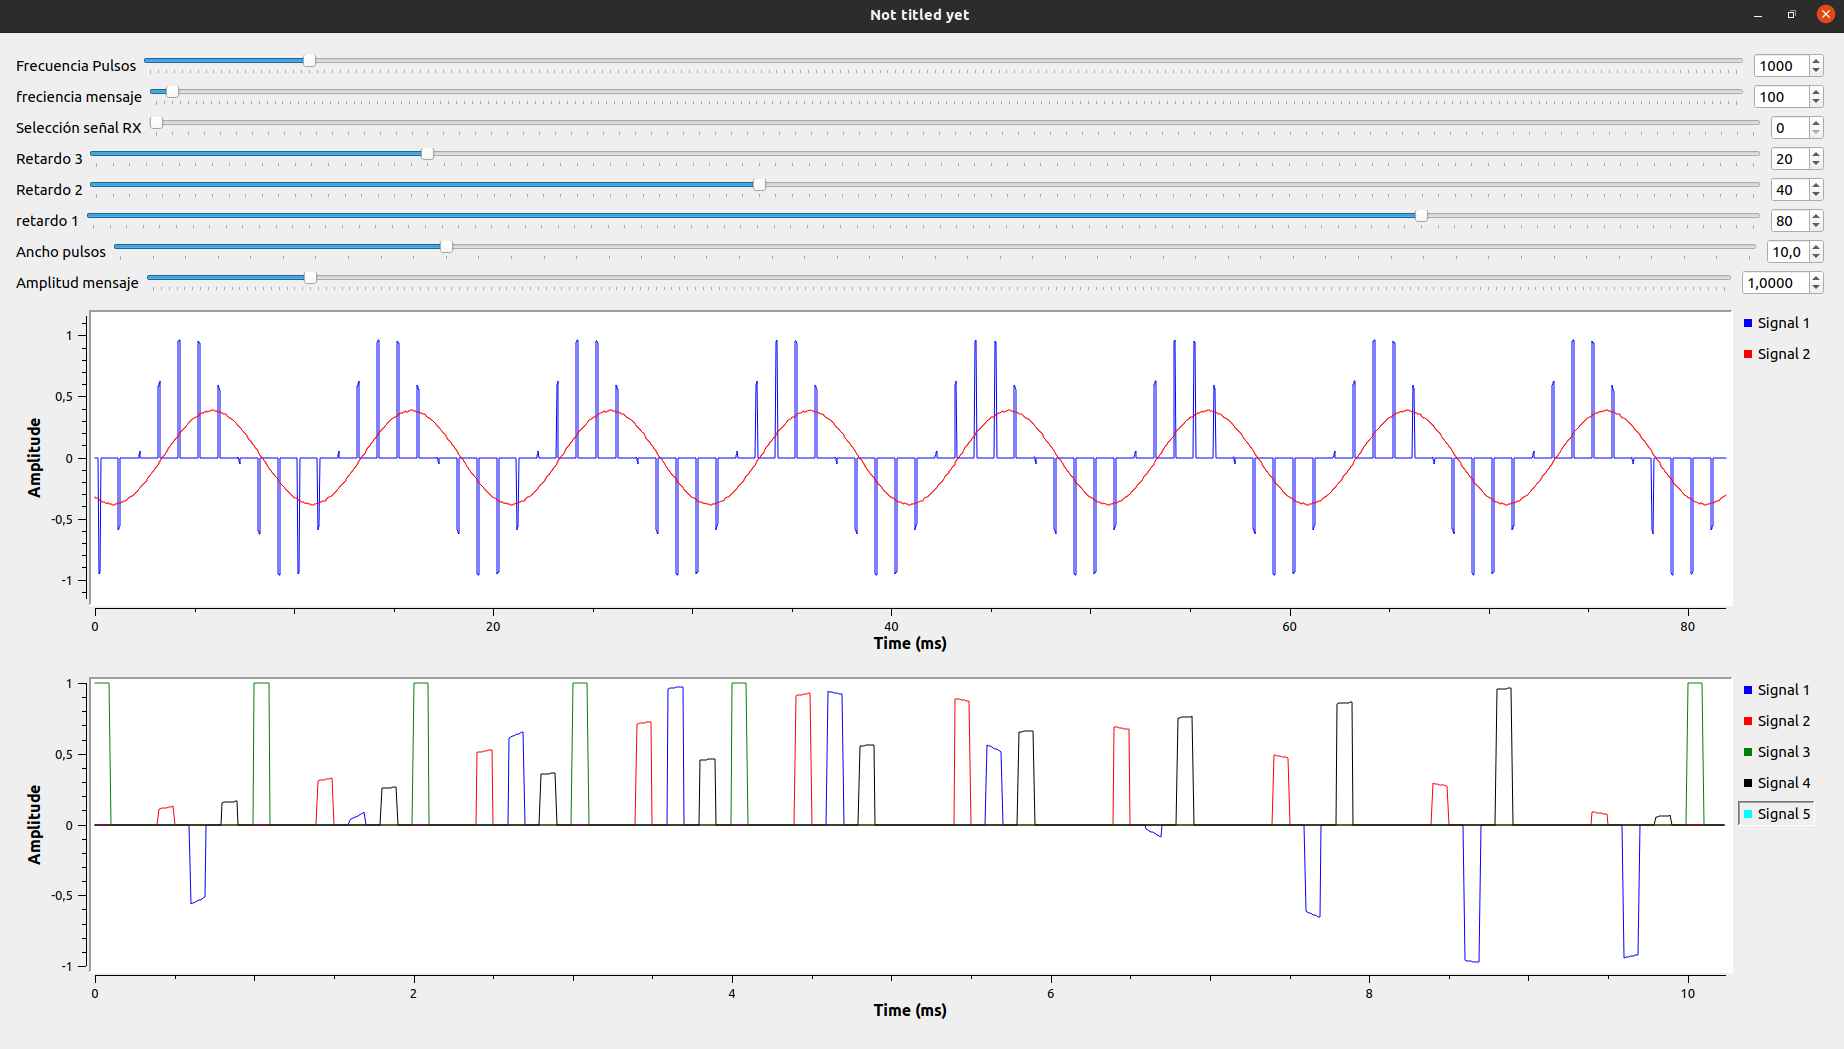 Not titled yet
Frecuencia Pulsos 1000
freciencia mensaje 100
Selección señal RX 0
Retardo 3 20
Retardo 2 40
retardo 1 80
Ancho pulsos 10,0
Amplitud mensaje 1,0000
Amplitude
1
0,5
0
-0,5
-1
Signal 1
Signal 2
0 20 40 60 80
Time (ms)
Amplitude
1
0,5
0
-0,5
-1
Signal 1
Signal 2
Signal 3
Signal 4
Signal 5
0 2 4 6 8 10
Time (ms)